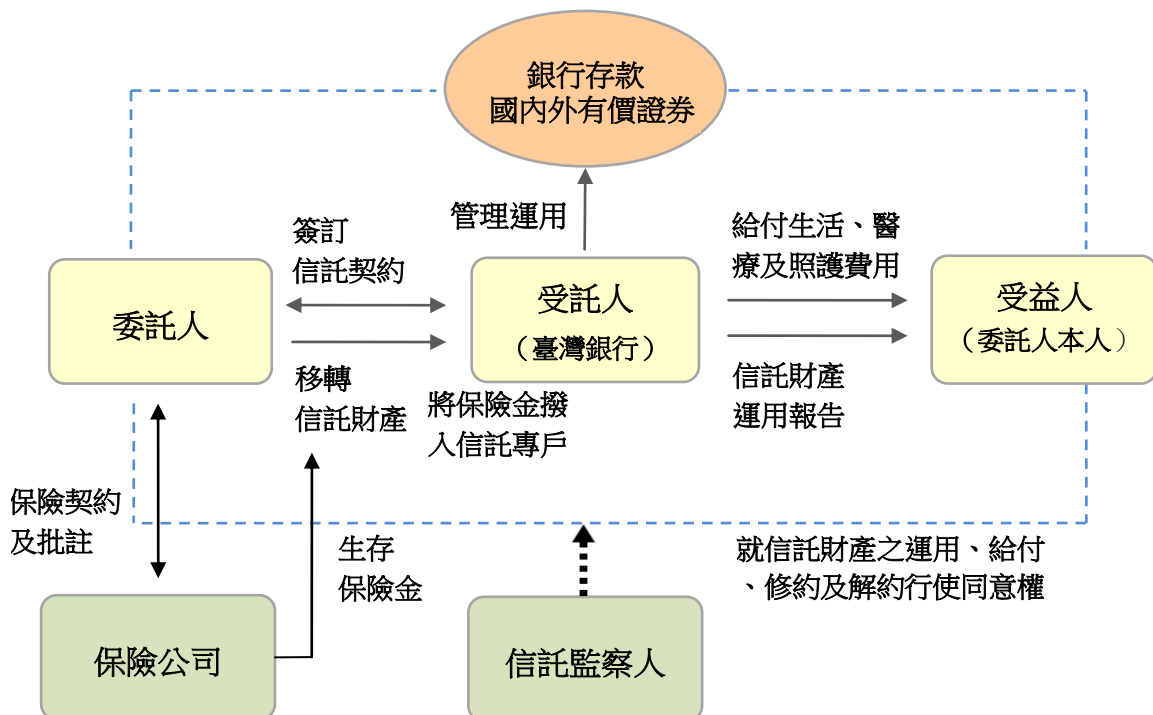 銀行存款
國內外有價證券
管理運用
簽訂
信託契約
給付生活、醫
療及照護費用
委託人
受託人
（臺灣銀行）
受益人
（委託人本人）
移轉
信託財產
將保險金撥
入信託專戶
信託財產
運用報告
保險契約
及批註
生存
保險金
就信託財產之運用、給付
、修約及解約行使同意權
保險公司
信託監察人